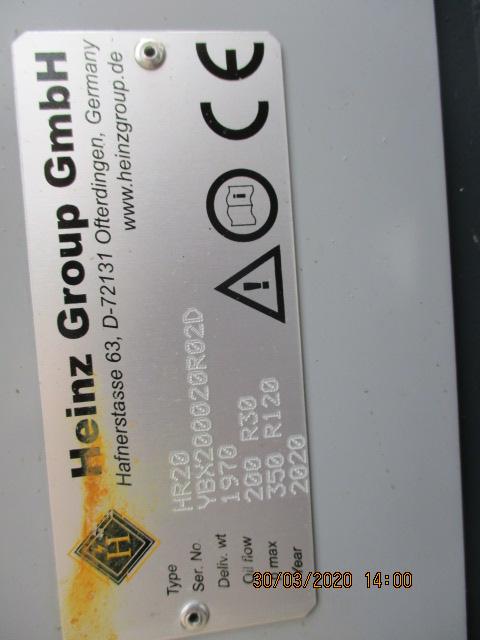 Heinz Group GmbH
Hafnerstasse 63, D-72131 Ofterdingen, Germany
www.heinzgroup.de
H
Type HR20
Ser. No YBX200020R02D
Deliv. wt 1970
Oil flow 200 R30
max 350 R120
Year 2020
CE
30/03/2020 14:00